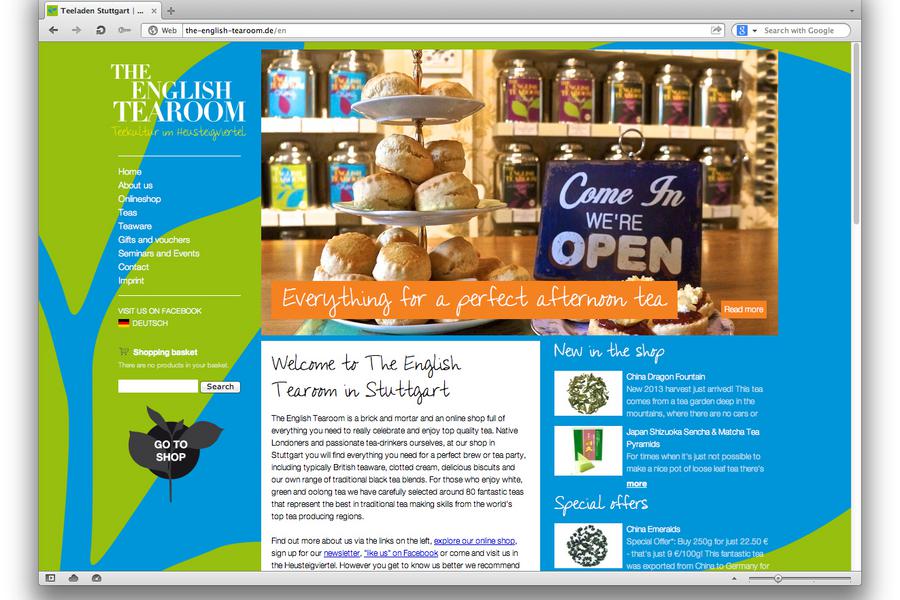 Teeladen Stuttgart | ...
Web
the-english-tearoom.de/en
Search with Google
THE
ENGLISH
TEAROOM
Teekultur im Heusteigviertel
Home
About us
Onlineshop
Teas
Teaware
Gifts and vouchers
Seminars and Events
Contact
Imprint
VISIT US ON FACEBOOK
DEUTSCH
Shopping basket
There are no products in your basket.
Search
GO TO
SHOP
Come In
WE'RE
OPEN
Everything for a perfect afternoon tea
Read more
Welcome to The English
Tearoom in Stuttgart
The English Tearoom is a brick and mortar and an online shop full of
everything you need to really celebrate and enjoy top quality tea. Native
Londoners and passionate tea-drinkers ourselves, at our shop in
Stuttgart you will find everything you need for a perfect brew or tea party,
including typically British teaware, clotted cream, delicious biscuits and
our own range of traditional black tea blends. For those who enjoy white,
green and oolong tea we have carefully selected around 80 fantastic teas
that represent the best in traditional tea making skills from the world's
top tea producing regions.
Find out more about us via the links on the left, explore our online shop,
sign up for our newsletter, "like us" on Facebook or come and visit us in
the Heusteigviertel. However you get to know us better we recommend
New in the shop
China Dragon Fountain
New 2013 harvest just arrived! This tea
comes from a tea garden deep in the
mountains, where there are no cars or
Japan Shizuoka Sencha & Matcha Tea
Pyramids
For times when it's just not possible to
make a nice pot of loose leaf tea there's
more
Special offers
China Emeralds
Special Offer*: Buy 250g for just 22.50 €
- that's just 9 €/100g! This fantastic tea
was exported from China to Germany for